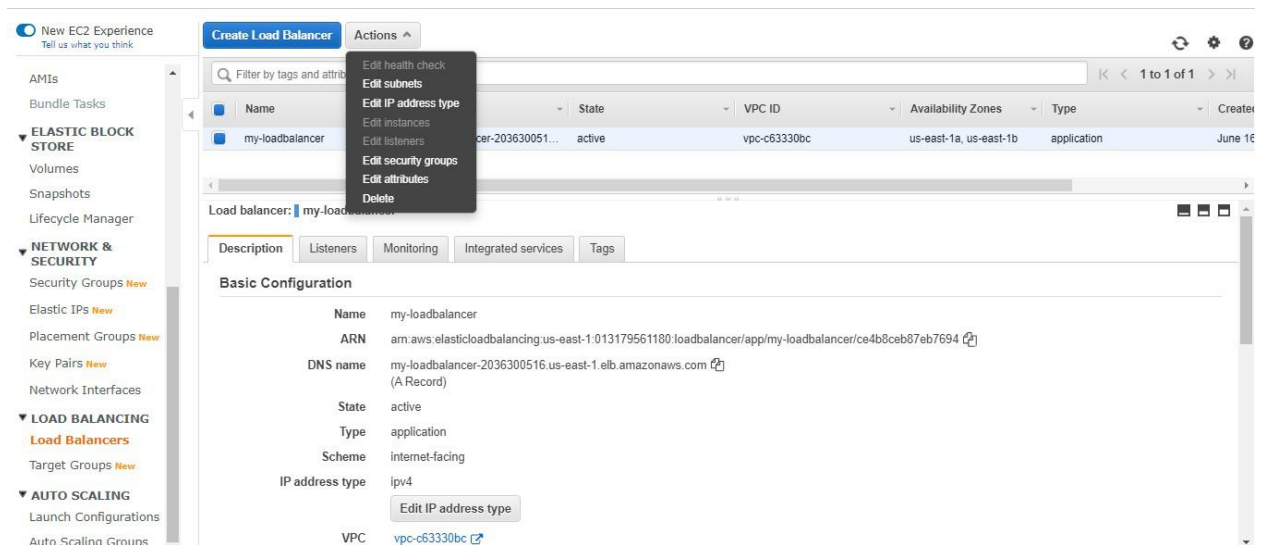 New EC2 Experience
Tell us what you think
AMIs
Bundle Tasks
ELASTIC BLOCK
STORE
Volumes
Snapshots
Lifecycle Manager
NETWORK &
SECURITY
Security Groups New
Elastic IPs New
Placement Groups New
Key Pairs New
Network Interfaces
LOAD BALANCING
Load Balancers
Target Groups New
AUTO SCALING
Launch Configurations
Auto Scaling Groups
Create Load Balancer
Actions
Edit health check
Edit subnets
Edit IP address type
Edit instances
Edit listeners
Edit security groups
Edit attributes
Delete
Filter by tags and attrib
1 to 1 of 1
Name State VPC ID Availability Zones Type Created
my-loadbalancer cer-203630051... active vpc-c63330bc us-east-1a, us-east-1b application June 16
Load balancer: my-loadbalancer
Description Listeners Monitoring Integrated services Tags
Basic Configuration
Name my-loadbalancer
ARN arn:aws:elasticloadbalancing:us-east-1:013179561180:loadbalancer/app/my-loadbalancer/ce4b8ceb87eb7694
DNS name my-loadbalancer-2036300516.us-east-1.elb.amazonaws.com
(A Record)
State active
Type application
Scheme internet-facing
IP address type ipv4
Edit IP address type
VPC vpc-c63330bc